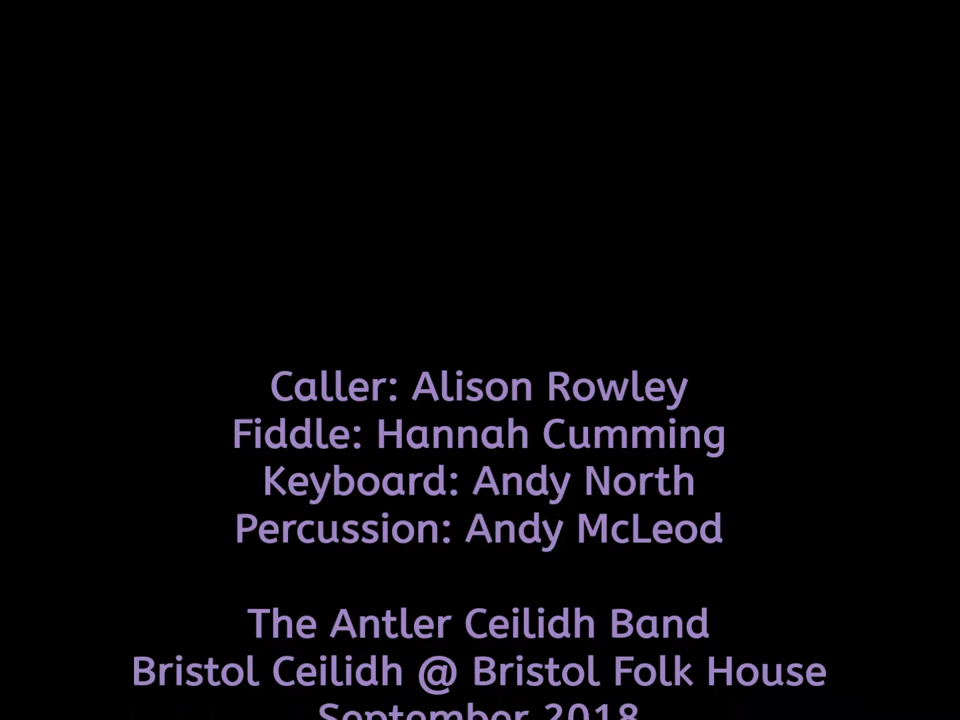 Caller: Alison Rowley
Fiddle: Hannah Cumming
Keyboard: Andy North
Percussion: Andy McLeod
The Antler Ceilidh Band
Bristol Ceilidh @ Bristol Folk House
September 2018